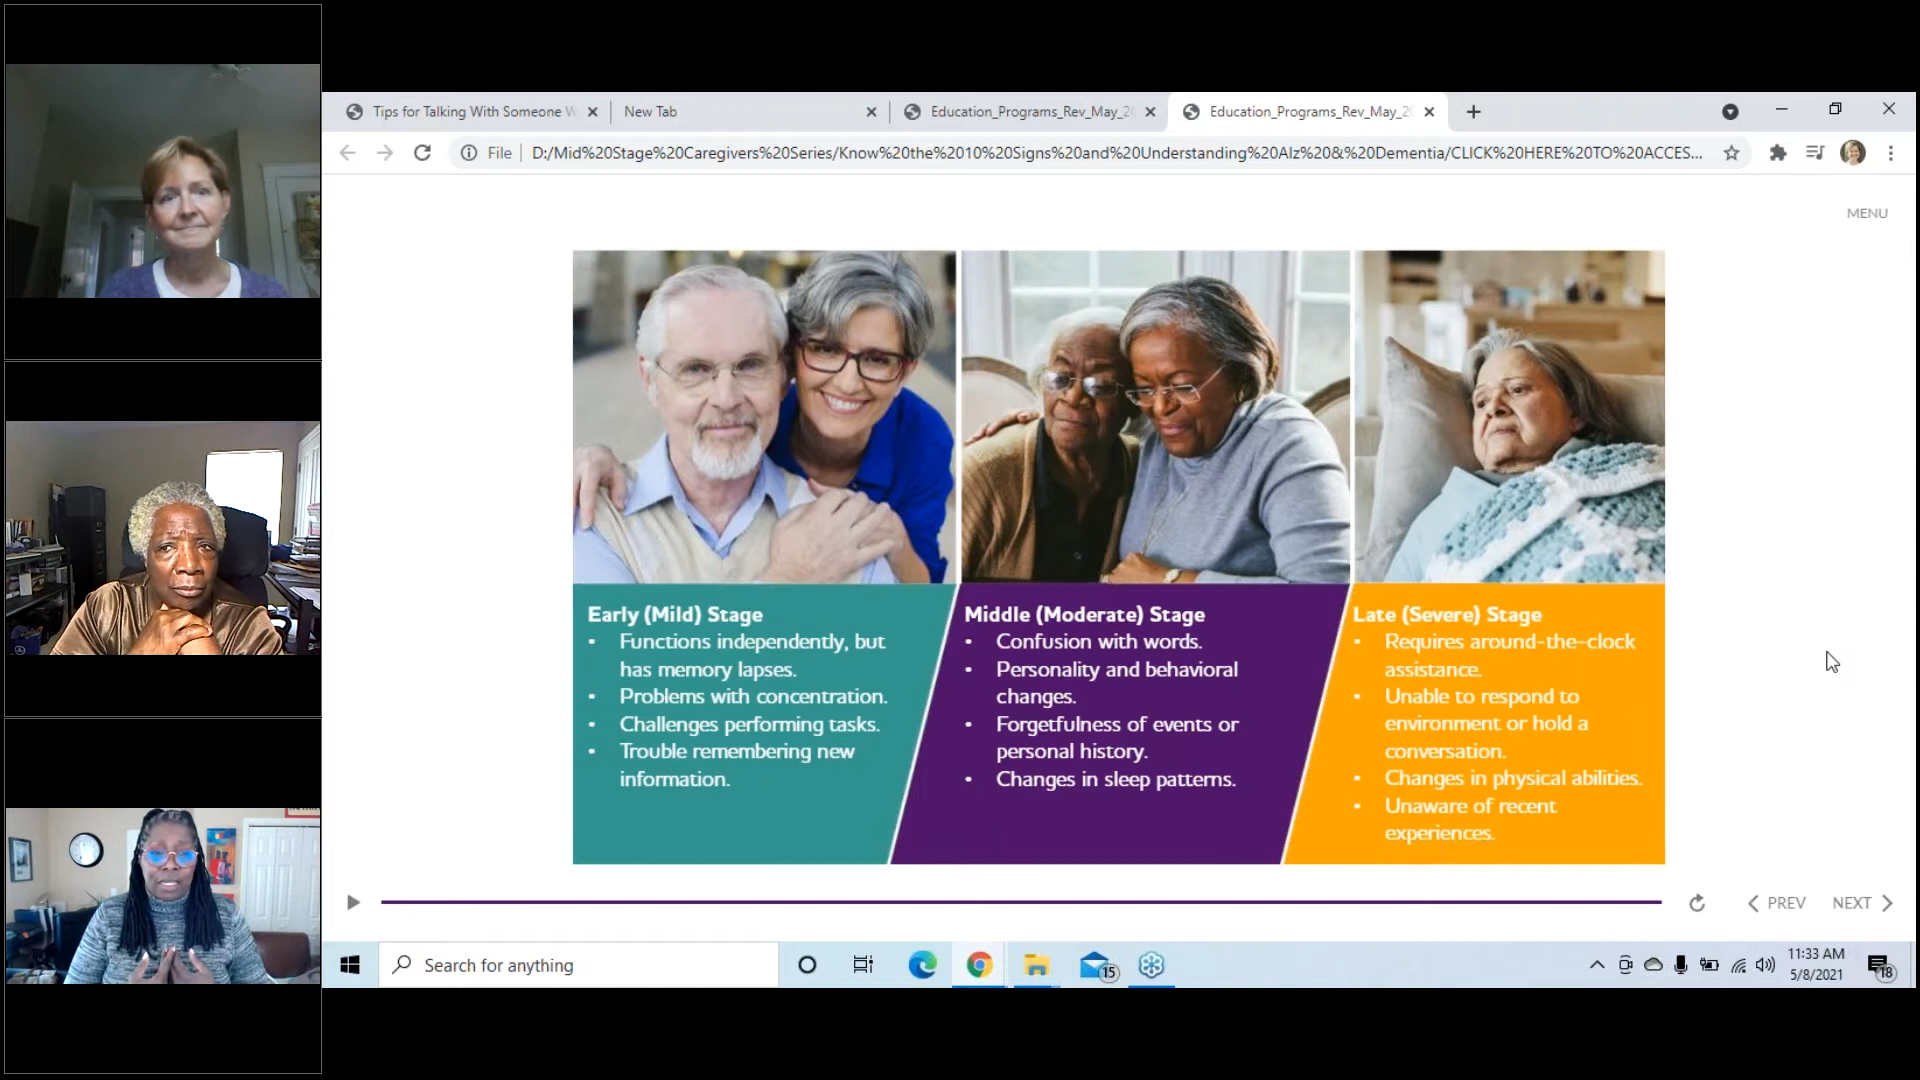 Tips for Talking With Someone W
New Tab
Education_Programs_Rev_May_20
Education_Programs_Rev_May_20
File
D:/Mid%20Stage%20Caregivers%20Series/Know%20the%2010%20Signs%20and%20Understanding%20Alz%20&%20Dementia/CLICK%20HERE%20TO%20ACCES...
MENU
Early (Mild) Stage
• Functions independently, but
has memory lapses.
• Problems with concentration.
• Challenges performing tasks.
• Trouble remembering new
information.
Middle (Moderate) Stage
• Confusion with words.
• Personality and behavioral
changes.
• Forgetfulness of events or
personal history.
• Changes in sleep patterns.
Late (Severe) Stage
• Requires around-the-clock
assistance.
• Unable to respond to
environment or hold a
conversation.
• Changes in physical abilities.
• Unaware of recent
experiences.
PREV
NEXT
Search for anything
15
11:33 AM
5/8/2021
18